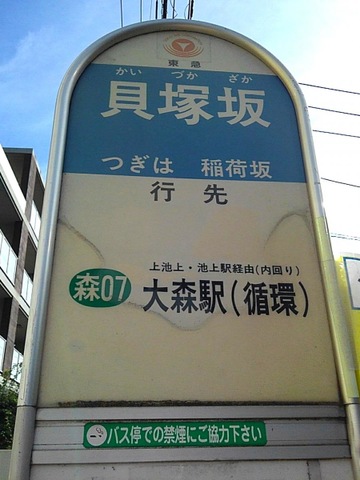 東急
かいづかざか
貝塚坂
つぎは 稲荷坂
行先
上池上・池上駅経由(内回り)
森07 大森駅(循環)
バス停での禁煙にご協力下さい